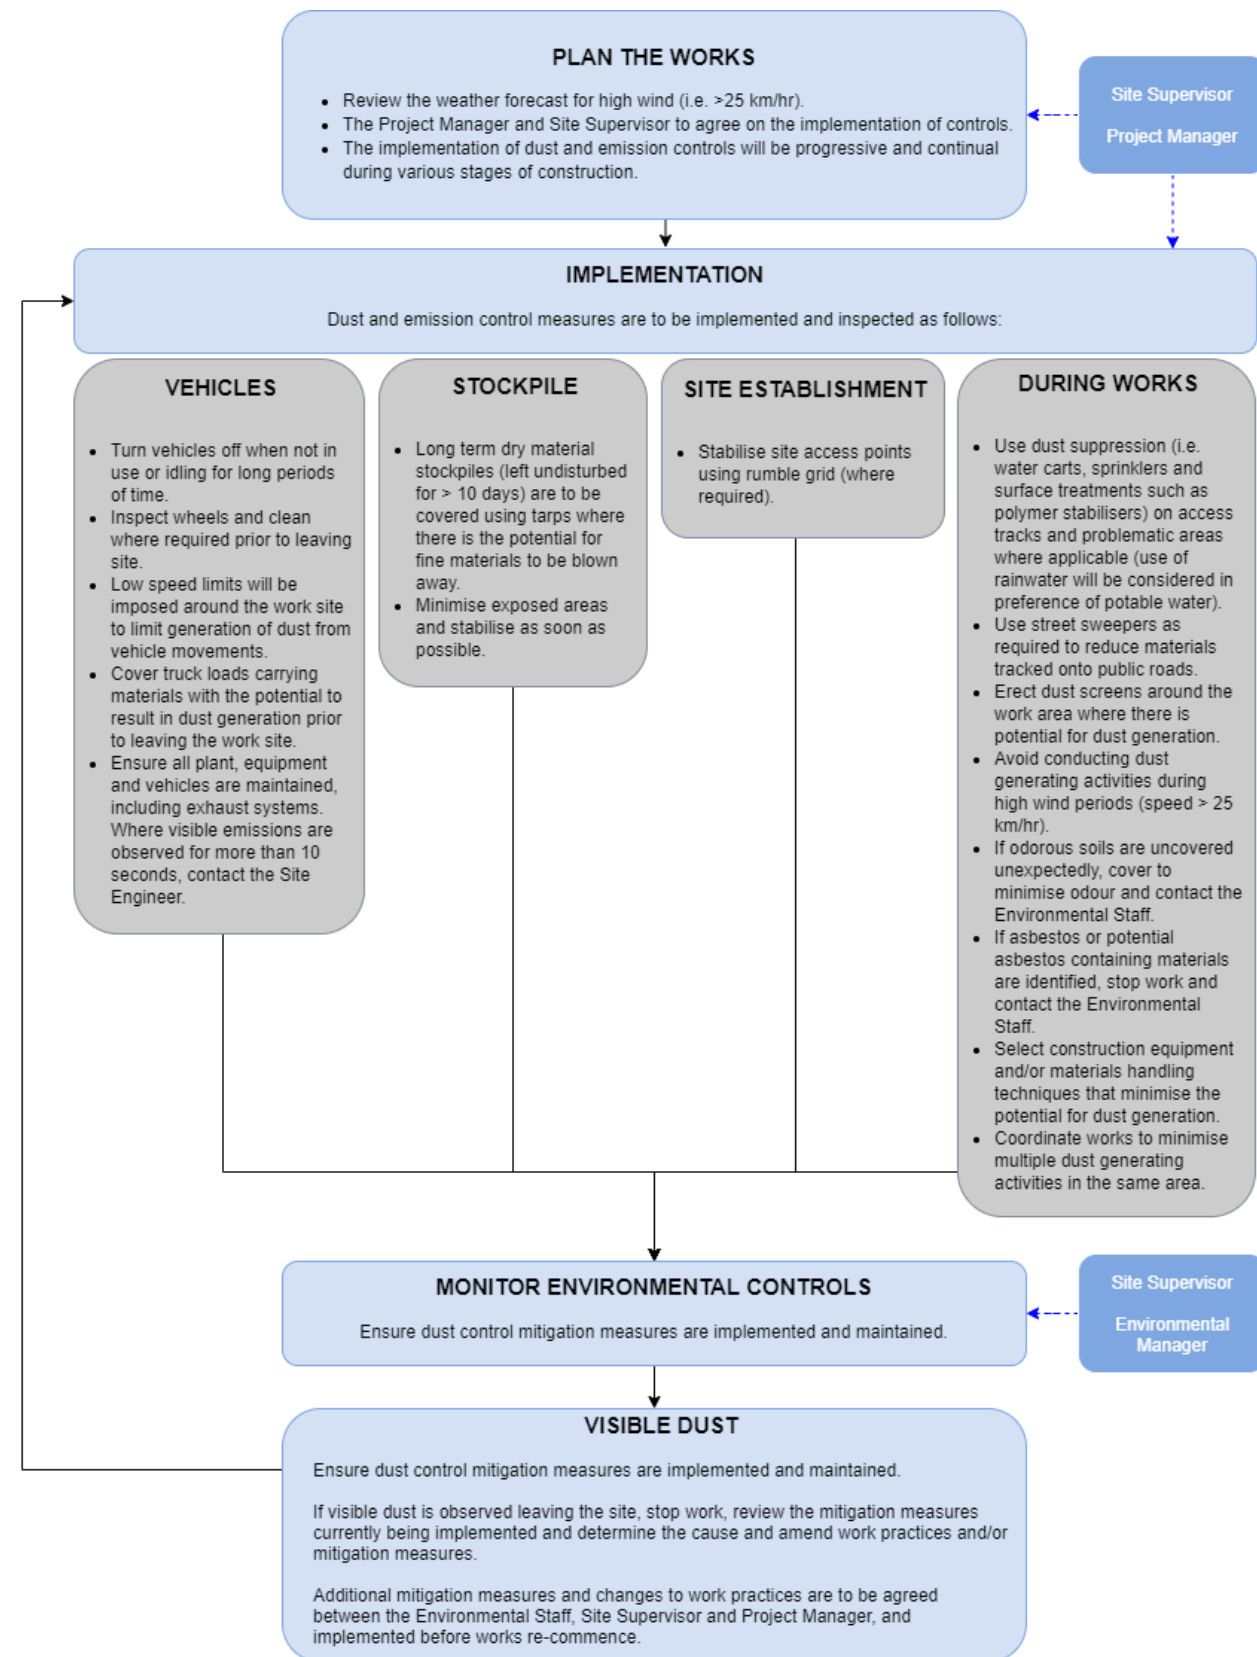 PLAN THE WORKS
• Review the weather forecast for high wind (i.e. >25 km/hr).
• The Project Manager and Site Supervisor to agree on the implementation of controls.
• The implementation of dust and emission controls will be progressive and continual
during various stages of construction.
Site Supervisor
Project Manager
IMPLEMENTATION
Dust and emission control measures are to be implemented and inspected as follows:
VEHICLES
• Turn vehicles off when not in
use or idling for long periods
of time.
• Inspect wheels and clean
where required prior to leaving
site.
• Low speed limits will be
imposed around the work site
to limit generation of dust from
vehicle movements.
• Cover truck loads carrying
materials with the potential to
result in dust generation prior
to leaving the work site.
• Ensure all plant, equipment
and vehicles are maintained,
including exhaust systems.
Where visible emissions are
observed for more than 10
seconds, contact the Site
Engineer.
STOCKPILE
• Long term dry material
stockpiles (left undisturbed
for > 10 days) are to be
covered using tarps where
there is the potential for
fine materials to be blown
away.
• Minimise exposed areas
and stabilise as soon as
possible.
SITE ESTABLISHMENT
• Stabilise site access points
using rumble grid (where
required).
DURING WORKS
• Use dust suppression (i.e.
water carts, sprinklers and
surface treatments such as
polymer stabilisers) on access
tracks and problematic areas
where applicable (use of
rainwater will be considered in
preference of potable water).
• Use street sweepers as
required to reduce materials
tracked onto public roads.
• Erect dust screens around the
work area where there is
potential for dust generation.
• Avoid conducting dust
generating activities during
high wind periods (speed > 25
km/hr).
• If odorous soils are uncovered
unexpectedly, cover to
minimise odour and contact the
Environmental Staff.
• If asbestos or potential
asbestos containing materials
are identified, stop work and
contact the Environmental
Staff.
• Select construction equipment
and/or materials handling
techniques that minimise the
potential for dust generation.
• Coordinate works to minimise
multiple dust generating
activities in the same area.
MONITOR ENVIRONMENTAL CONTROLS
Ensure dust control mitigation measures are implemented and maintained.
Site Supervisor
Environmental
Manager
VISIBLE DUST
Ensure dust control mitigation measures are implemented and maintained.
If visible dust is observed leaving the site, stop work, review the mitigation measures
currently being implemented and determine the cause and amend work practices and/or
mitigation measures.
Additional mitigation measures and changes to work practices are to be agreed
between the Environmental Staff, Site Supervisor and Project Manager, and
implemented before works re-commence.